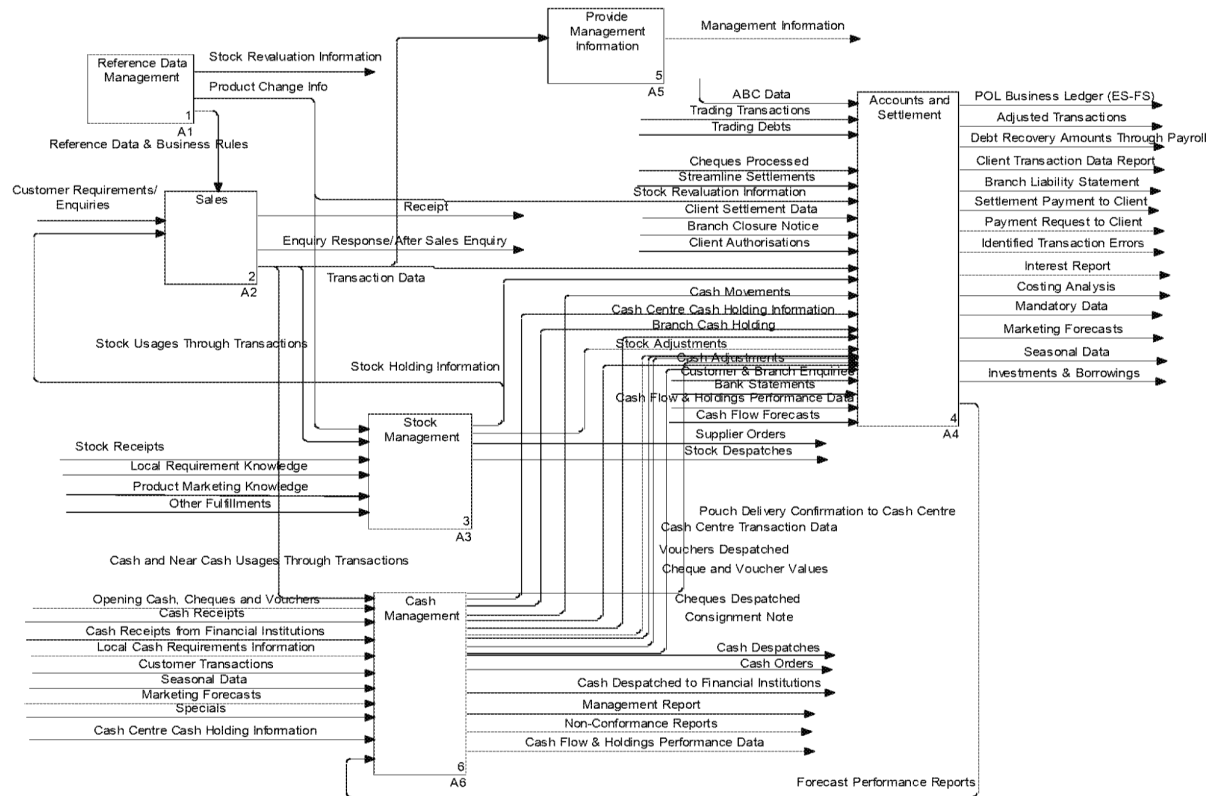 Provide
Management
Information
5
A5
Management Information
Reference Data
Management
1
A1
Stock Revaluation Information
Product Change Info
Reference Data & Business Rules
ABC Data
Trading Transactions
Trading Debts
Cheques Processed
Streamline Settlements
Stock Revaluation Information
Client Settlement Data
Branch Closure Notice
Client Authorisations
Accounts and
Settlement
4
A4
POL Business Ledger (ES-FS)
Adjusted Transactions
Debt Recovery Amounts Through Payroll
Client Transaction Data Report
Branch Liability Statement
Settlement Payment to Client
Payment Request to Client
Identified Transaction Errors
Interest Report
Costing Analysis
Mandatory Data
Marketing Forecasts
Seasonal Data
Investments & Borrowings
Customer Requirements/
Enquiries
Sales
2
A2
Receipt
Enquiry Response/After Sales Enquiry
Transaction Data
Cash Movements
Cash Centre Cash Holding Information
Branch Cash Holding
Stock Adjustments
Cash Adjustments
Customer & Branch Enquiries
Bank Statements
Cash Flow & Holdings Performance Data
Cash Flow Forecasts
Stock Usages Through Transactions
Stock Holding Information
Stock
Management
3
A3
Supplier Orders
Stock Despatches
Stock Receipts
Local Requirement Knowledge
Product Marketing Knowledge
Other Fulfillments
Pouch Delivery Confirmation to Cash Centre
Cash Centre Transaction Data
Vouchers Despatched
Cheque and Voucher Values
Cheques Despatched
Consignment Note
Cash and Near Cash Usages Through Transactions
Opening Cash, Cheques and Vouchers
Cash Receipts
Cash Receipts from Financial Institutions
Local Cash Requirements Information
Customer Transactions
Seasonal Data
Marketing Forecasts
Specials
Cash Centre Cash Holding Information
Cash
Management
6
A6
Cash Despatches
Cash Orders
Cash Despatched to Financial Institutions
Management Report
Non-Conformance Reports
Cash Flow & Holdings Performance Data
Forecast Performance Reports